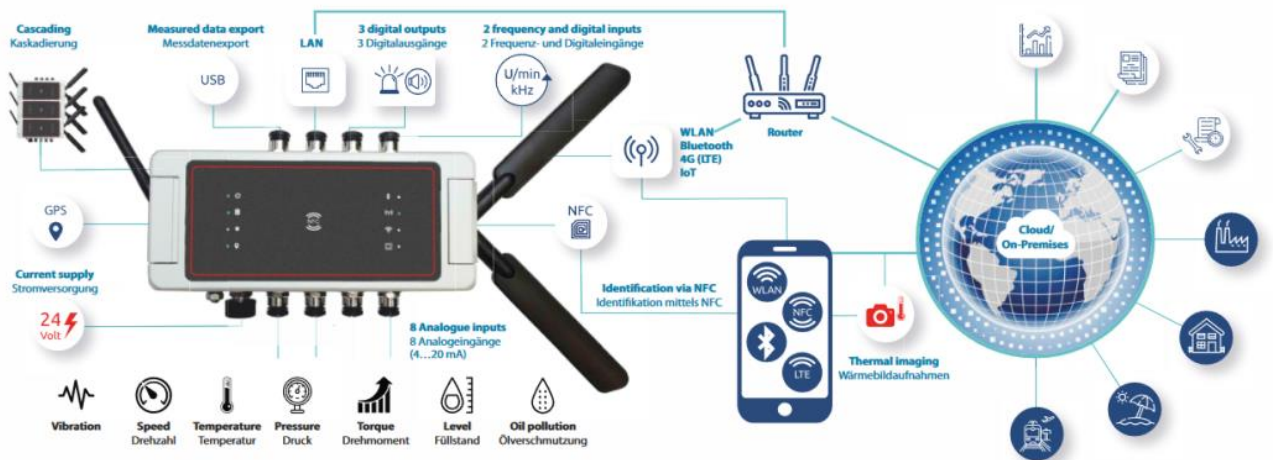 Cascading
Kaskadierung
Measured data export
Messdatenexport
USB
LAN
3 digital outputs
3 Digitalausgänge
2 frequency and digital inputs
2 Frequenz- und Digitaleingänge
U/min
kHz
WLAN
Bluetooth
4G (LTE)
IoT
Router
GPS
NFC
Current supply
Stromversorgung
24
Volt
Identification via NFC
Identifikation mittels NFC
8 Analogue inputs
8 Analogeingänge
(4...20 mA)
WLAN
NFC
LTE
Thermal imaging
Wärmebildaufnahmen
Cloud/
On-Premises
Vibration
Speed
Drehzahl
Temperature
Temperatur
Pressure
Druck
Torque
Drehmoment
Level
Füllstand
Oil pollution
Ölverschmutzung